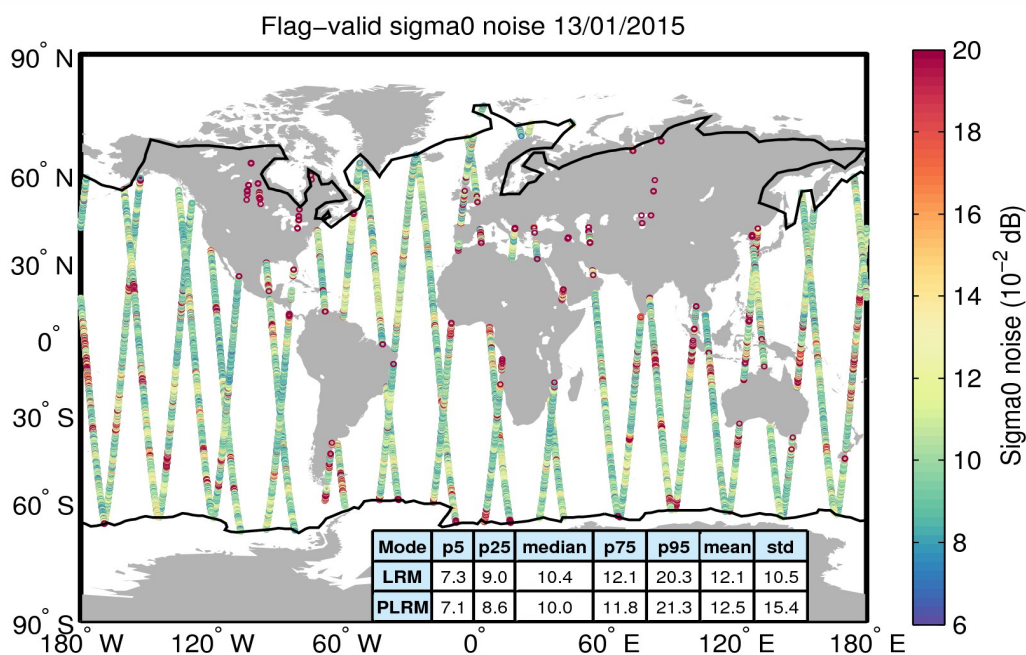 Flag−valid sigma0 noise 13/01/2015
90° N
60° N
30° N
0°
30° S
60° S
90° S
180° W
120° W
60° W
0°
60° E
120° E
180° E
Mode p5 p25 median p75 p95 mean std
LRM 7.3 9.0 10.4 12.1 20.3 12.1 10.5
PLRM 7.1 8.6 10.0 11.8 21.3 12.5 15.4
20
18
16
14
12
10
8
6
Sigma0 noise (10⁻² dB)